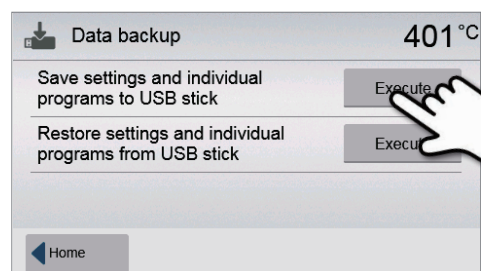 Data backup 401 °C
Save settings and individual Execute
programs to USB stick
Restore settings and individual
programs from USB stick
Home